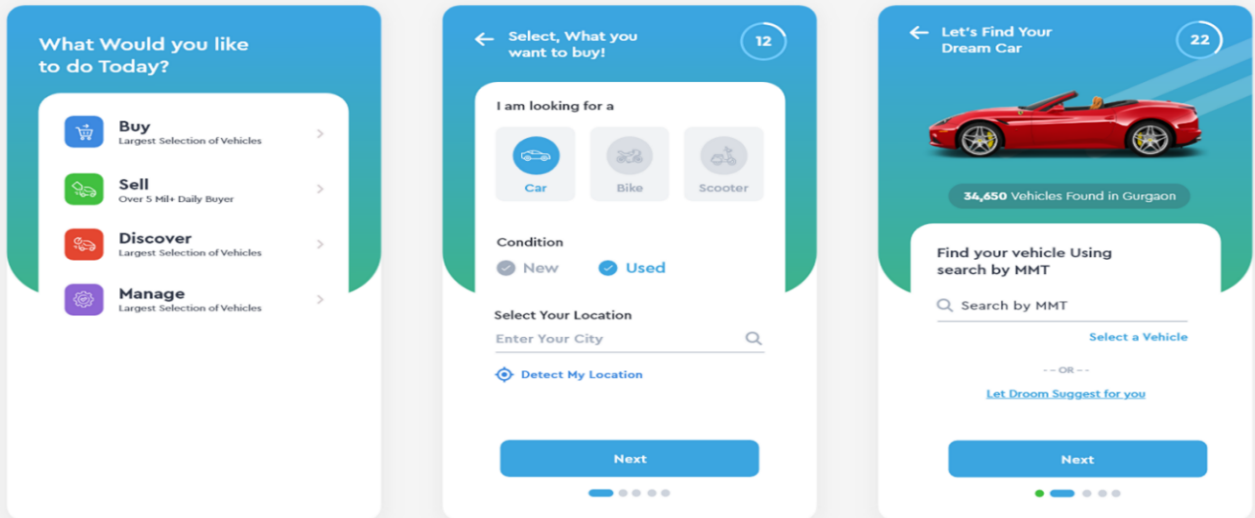 What Would you like
to do Today?
Buy
Largest Selection of Vehicles
Sell
Over 5 Mil+ Daily Buyer
Discover
Largest Selection of Vehicles
Manage
Largest Selection of Vehicles
Select, What you
want to buy!
12
I am looking for a
Car
Bike
Scooter
Condition
New
Used
Select Your Location
Enter Your City
Detect My Location
Next
Let's Find Your
Dream Car
22
34,650 Vehicles Found in Gurgaon
Find your vehicle Using
search by MMT
Search by MMT
Select a Vehicle
-- OR --
Let Droom Suggest for you
Next